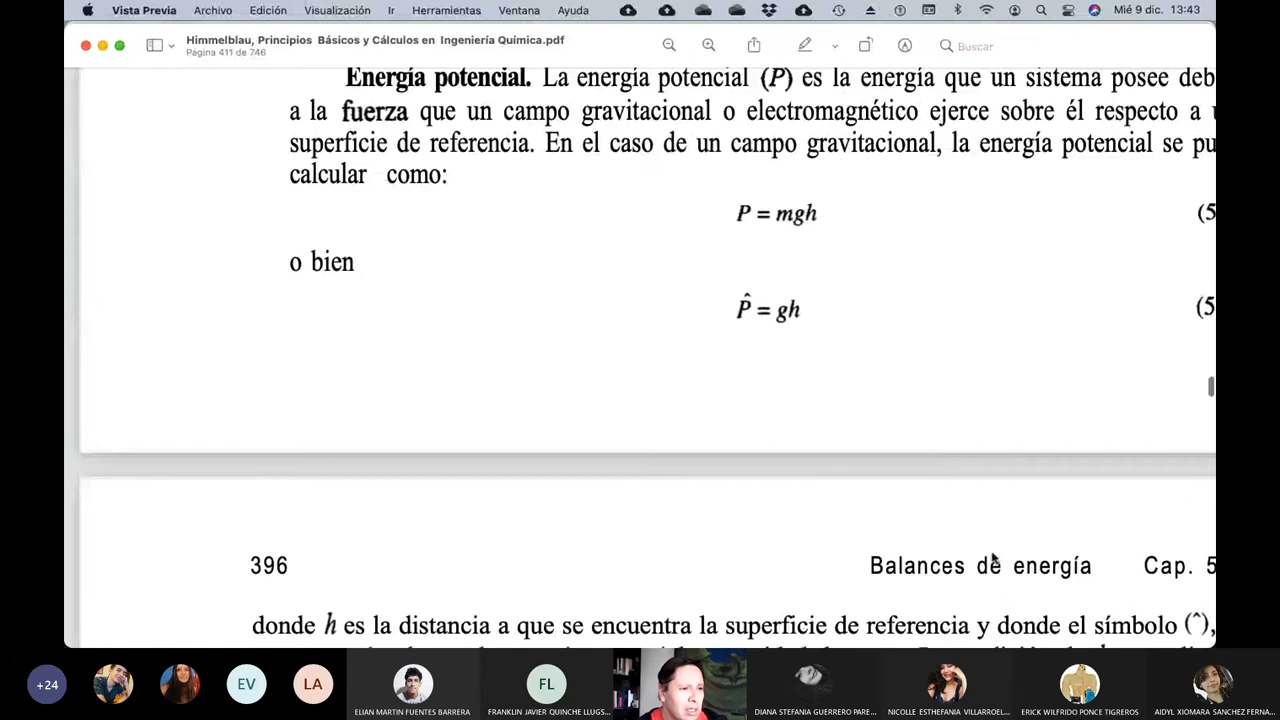 Vista Previa Archivo Edición Visualización Ir Herramientas Ventana Ayuda Mié 9 dic. 13:43
Himmelblau, Principios Básicos y Cálculos en Ingeniería Química.pdf
Página 411 de 746
Buscar
Energía potencial. La energía potencial (P) es la energía que un sistema posee deb
a la fuerza que un campo gravitacional o electromagnético ejerce sobre él respecto a
superficie de referencia. En el caso de un campo gravitacional, la energía potencial se pu
calcular como:
P = mgh (5
o bien
P̂ = gh (5
396 Balances de energía Cap. 5
donde h es la distancia a que se encuentra la superficie de referencia y donde el símbolo (ˆ),
+24 EV LA FL
ELIAN MARTIN FUENTES BARRERA FRANKLIN JAVIER QUINCHE LLUGS... DIANA STEFANIA GUERRERO PARE... NICOLLE ESTHEFANIA VILLARROEL... ERICK WILFRIDO PONCE TIGREROS AIDYL XIOMARA SANCHEZ FERNA...